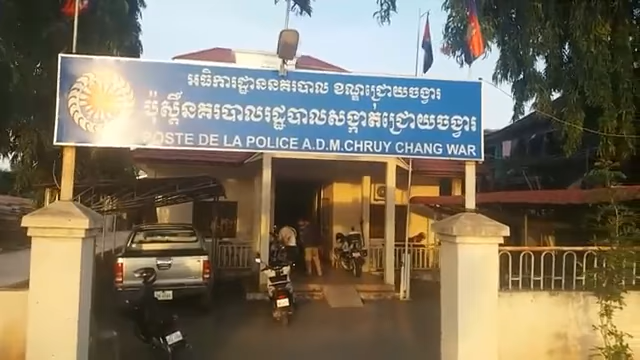 អធិការដ្ឋាននគរបាល ខណ្ឌជ្រោយចង្វារ
ប៉ុស្តិ៍នគរបាលរដ្ឋបាលសង្កាត់ជ្រោយចង្វារ
POSTE DE LA POLICE A.D.M.CHRUY CHANG WAR